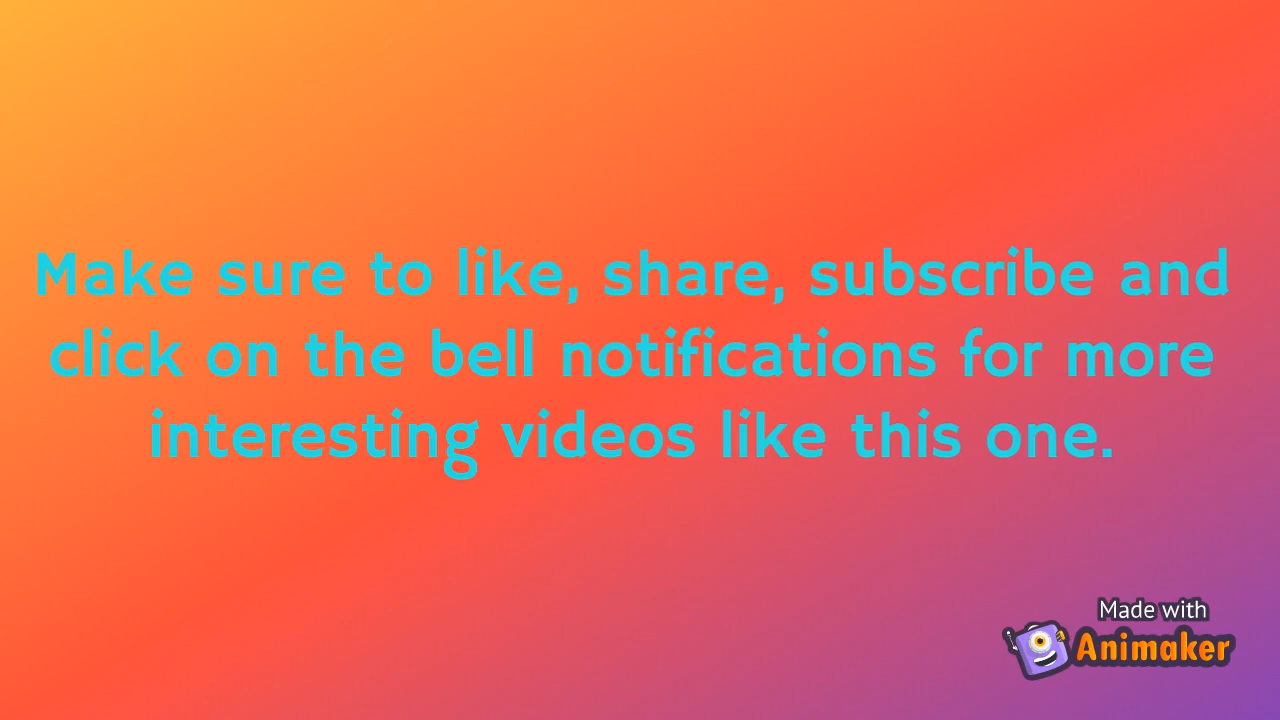 Make sure to like, share, subscribe and
click on the bell notifications for more
interesting videos like this one.
Made with
Animaker